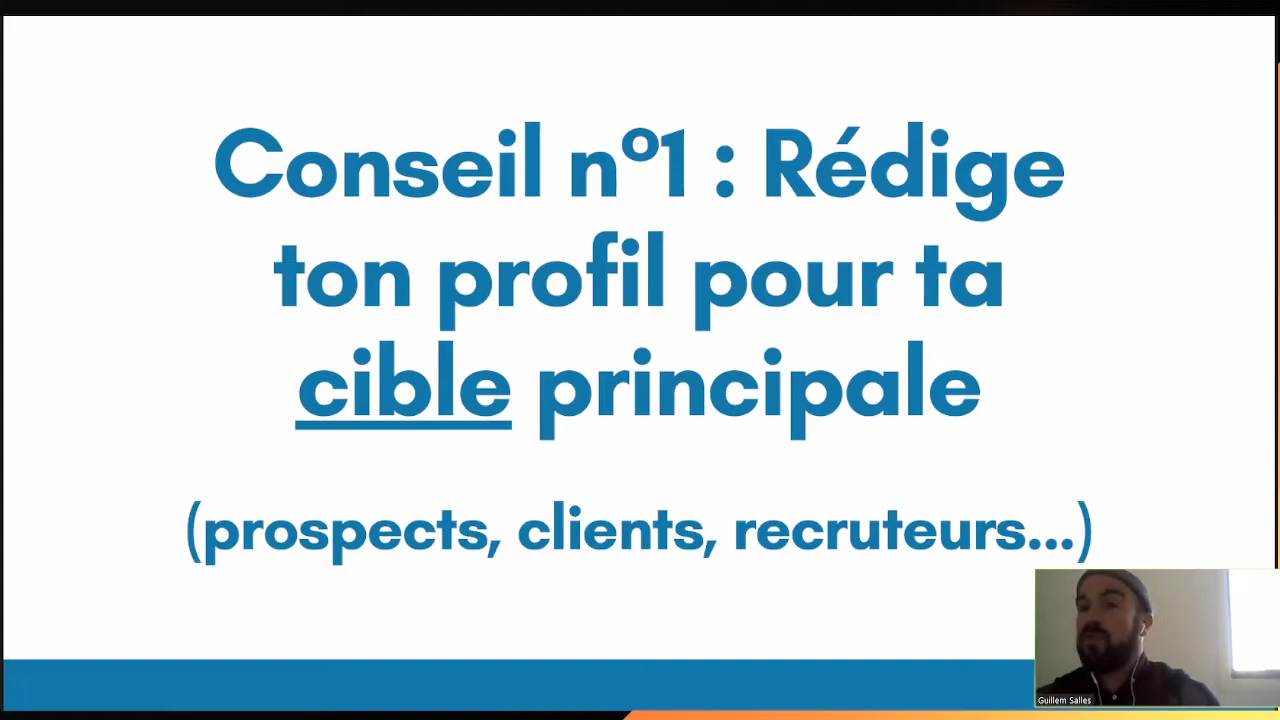 Conseil n°1 : Rédige
ton profil pour ta
cible principale
(prospects, clients, recruteurs...)
Guillem Salles